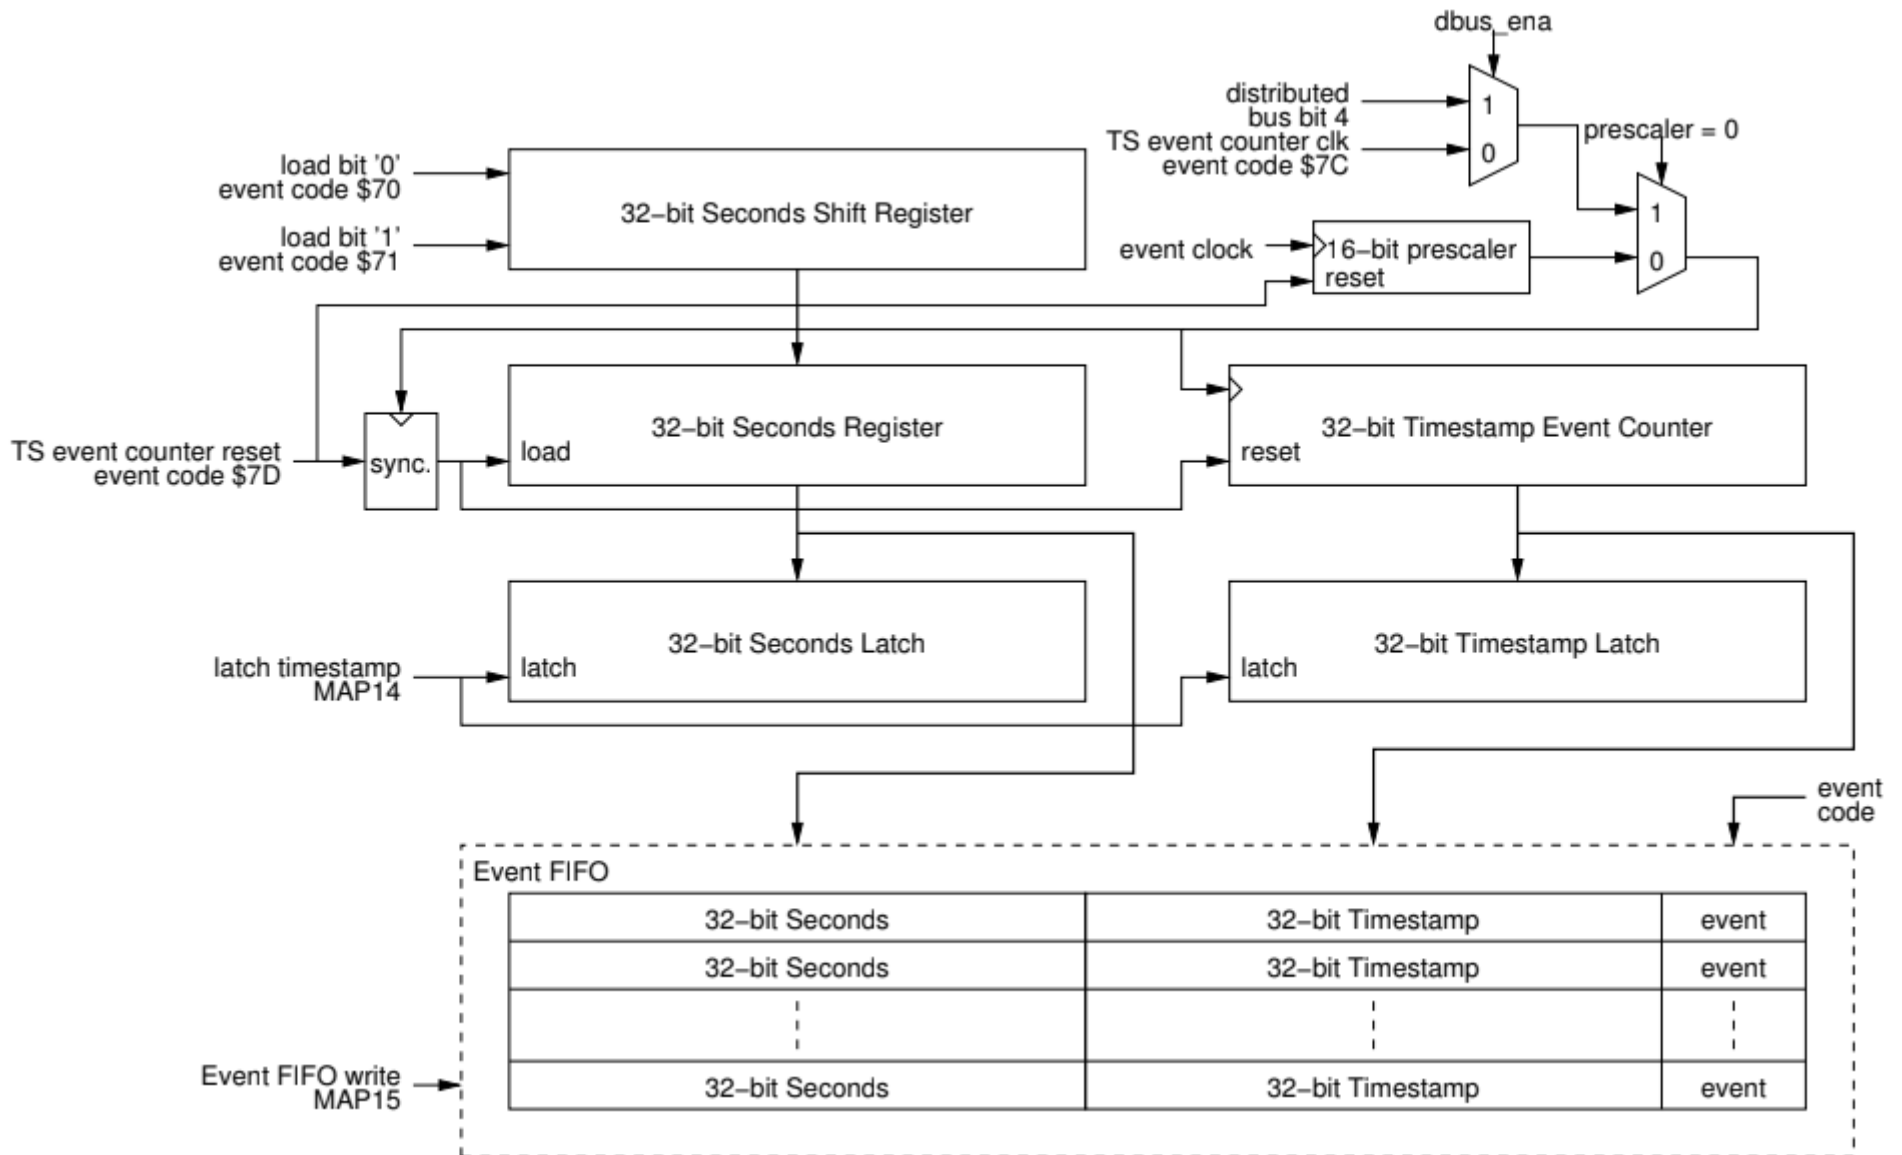 dbus_ena
distributed
bus bit 4
1
TS event counter clk
event code $7C
0
prescaler = 0
load bit '0'
event code $70
32−bit Seconds Shift Register
load bit '1'
event code $71
1
event clock
16−bit prescaler
reset
0
TS event counter reset
event code $7D
sync.
32−bit Seconds Register
load
32−bit Timestamp Event Counter
reset
32−bit Seconds Latch
latch
32−bit Timestamp Latch
latch
latch timestamp
MAP14
event
code
Event FIFO
32−bit Seconds 32−bit Timestamp event
32−bit Seconds 32−bit Timestamp event
Event FIFO write
MAP15
32−bit Seconds 32−bit Timestamp event